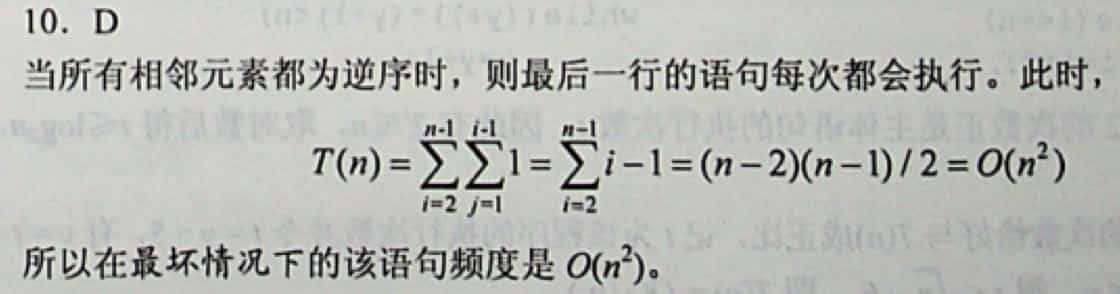 10. D
当所有相邻元素都为逆序时，则最后一行的语句每次都会执行。此时，
T(n) = \sum_{i=2}^{n-1} \sum_{j=1}^{i-1} 1 = \sum_{i=2}^{n-1} i-1 = (n-2)(n-1)/2 = O(n^2)
所以在最坏情况下的该语句频度是 O(n²)。